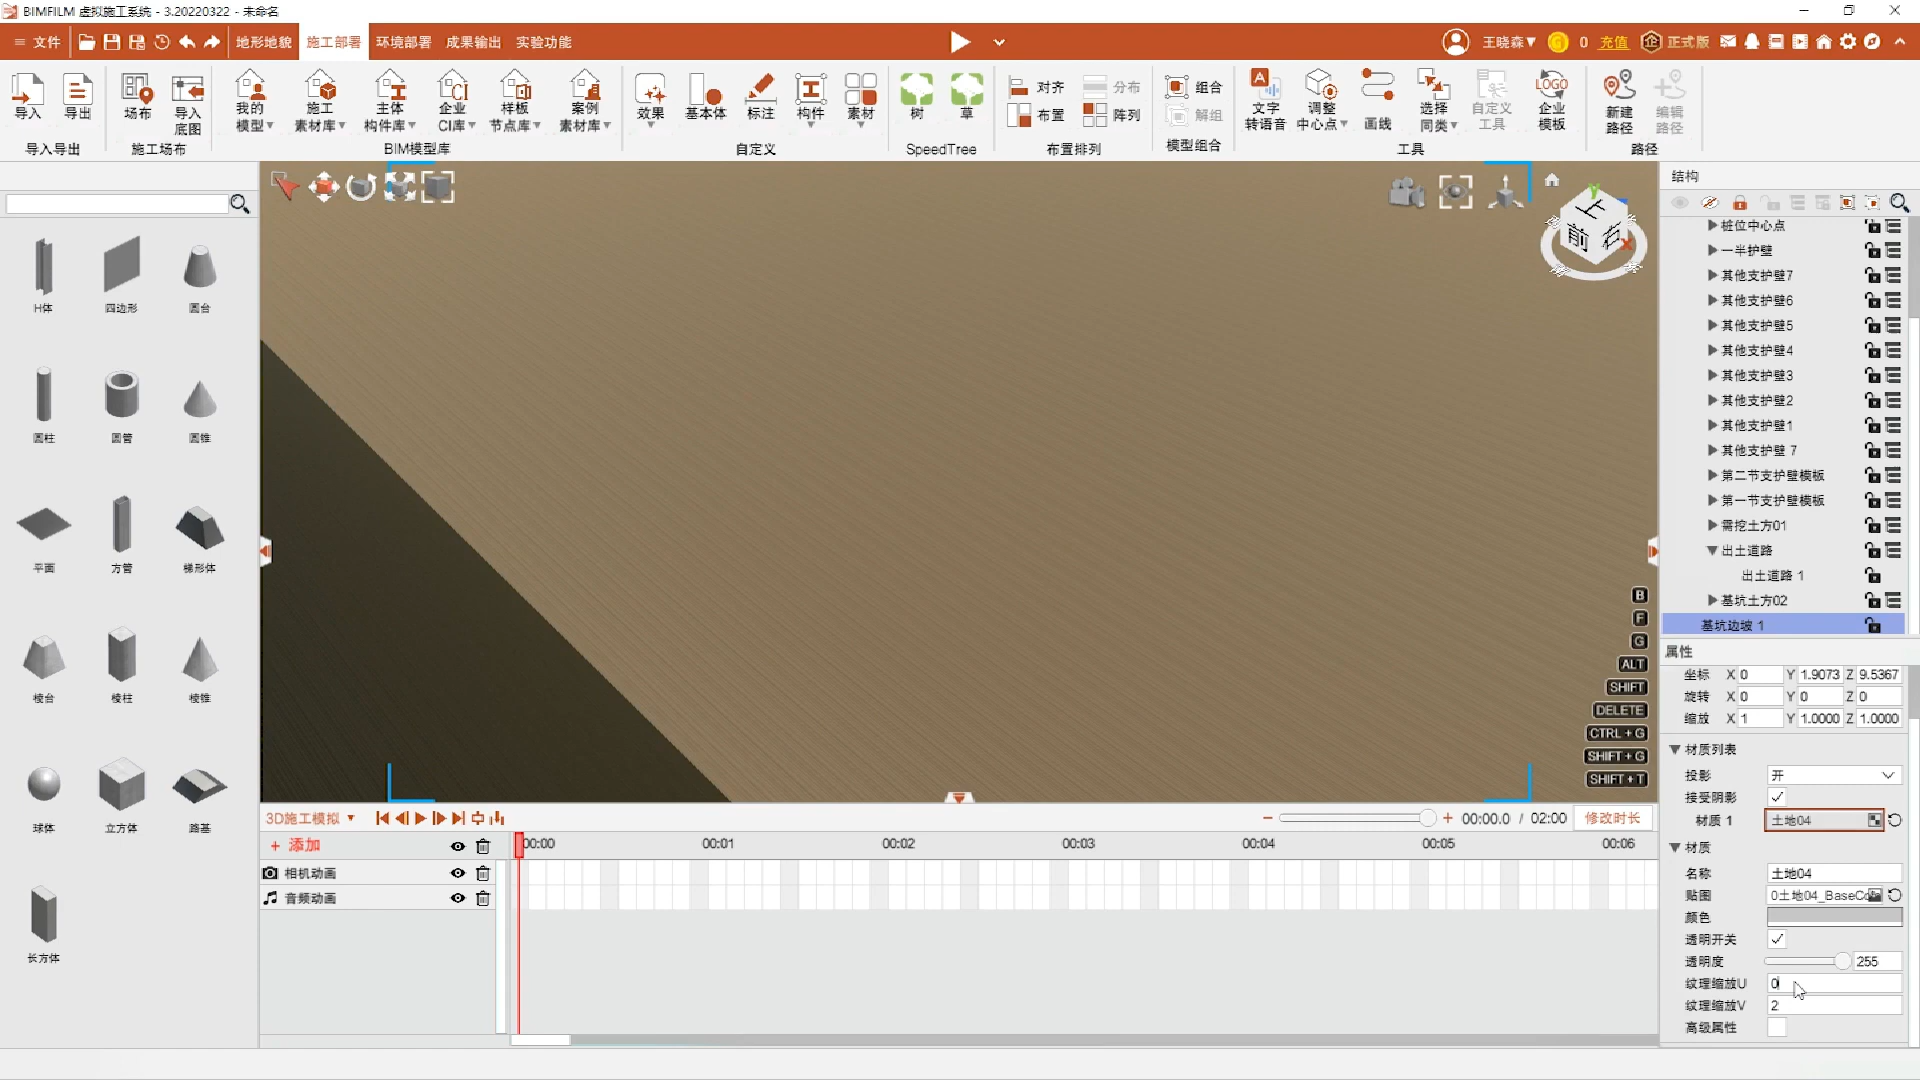 BIMFILM 虚拟施工系统 - 3.20220322 - 未命名
文件 地形地貌 施工部署 环境部署 成果输出 实验功能 王晓森 0 充值 正式版
导入 导出 导入导出
场布 导入底图 施工场布
我的模型 施工素材库 主体构件库 企业CI库 样板节点库 案例素材库 BIM模型库
效果 基本体 标注 构件 素材 自定义
树 草 SpeedTree
对齐 分布 布置 阵列 布置排列
组合 解组 模型组合
文字转语音 调整中心点 画线 选择同类 自定义工具 LOGO 企业模板 工具
新建路径 编辑路径 路径
H体 四边形 圆台
圆柱 圆管 圆锥
平面 方管 梯形体
棱台 棱柱 棱锥
球体 立方体 路基
长方体
上 前 右
Y X
B
F
G
ALT
SHIFT
DELETE
CTRL + G
SHIFT + G
SHIFT + T
结构
桩位中心点
一半护壁
其他支护壁7
其他支护壁6
其他支护壁5
其他支护壁4
其他支护壁3
其他支护壁2
其他支护壁1
其他支护壁 7
第二节支护壁模板
第一节支护壁模板
需挖土方01
出土道路
出土道路 1
基坑土方02
基坑边坡 1
属性
坐标 X 0 Y 1.9073 Z 9.5367
旋转 X 0 Y 0 Z 0
缩放 X 1 Y 1.0000 Z 1.0000
材质列表
投影 开
接受阴影
材质 1 土地04
材质
名称 土地04
贴图 0土地04_BaseCo
颜色
透明开关
透明度 255
纹理缩放U 0
纹理缩放V 2
高级属性
3D施工模拟 00:00.0 / 02:00 修改时长
+ 添加 00:00 00:01 00:02 00:03 00:04 00:05 00:06
相机动画
音频动画